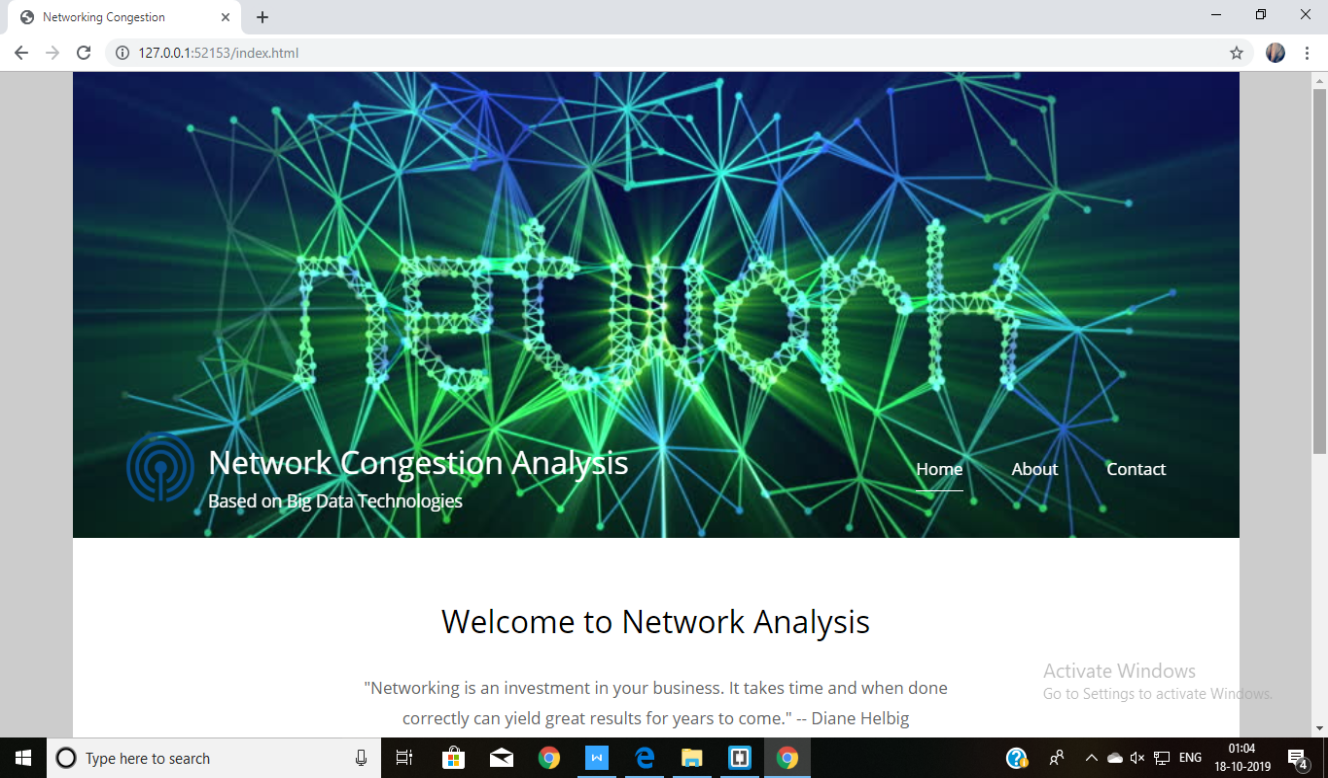 Networking Congestion
127.0.0.1:52153/index.html
network
Network Congestion Analysis
Based on Big Data Technologies
Home About Contact
Welcome to Network Analysis
"Networking is an investment in your business. It takes time and when done
correctly can yield great results for years to come." -- Diane Helbig
Activate Windows
Go to Settings to activate Windows.
Type here to search
W
ENG
01:04
18-10-2019
4